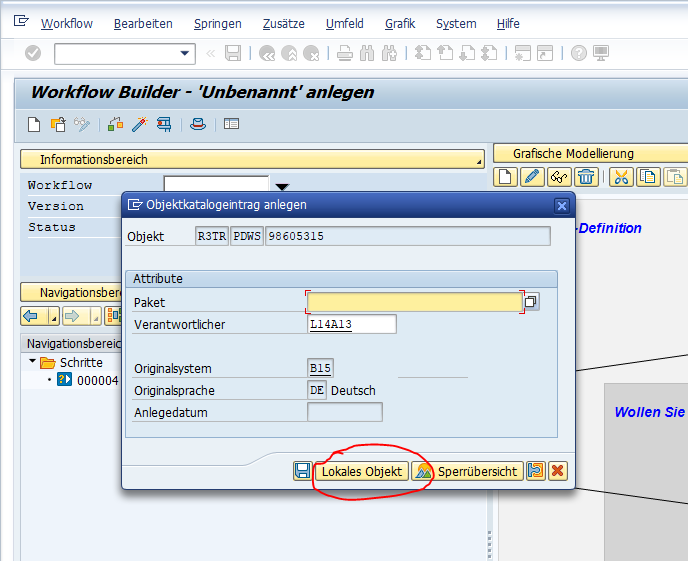 Workflow Bearbeiten Springen Zusätze Umfeld Grafik System Hilfe
Workflow Builder - 'Unbenannt' anlegen
Informationsbereich
Grafische Modellierung
Workflow
Version
Status
-Definition
Objektkatalogeintrag anlegen
Objekt R3TR PDWS 98605315
Attribute
Paket
Verantwortlicher L14A13
Originalsystem B15
Originalsprache DE Deutsch
Anlegedatum
Navigationsbere
Navigationsbereic
Schritte
000004
Wollen Sie
Lokales Objekt Sperrübersicht